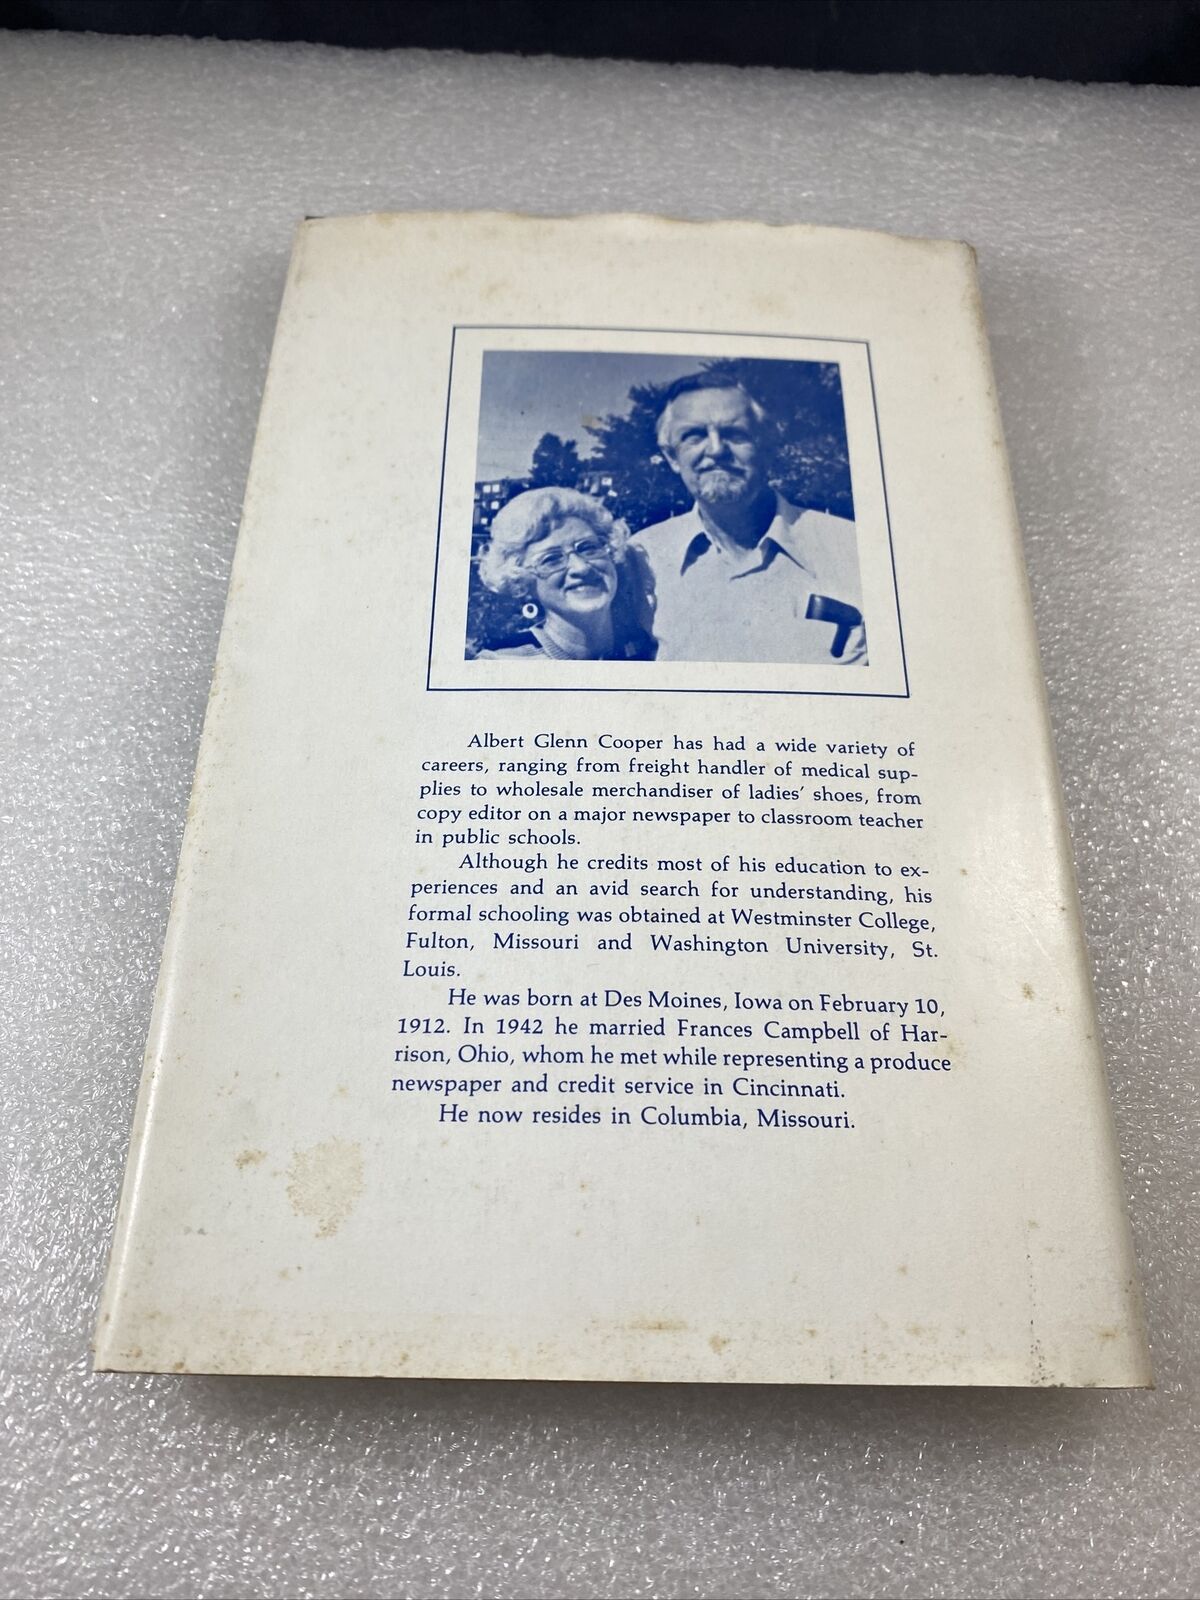 Albert Glenn Cooper has had a wide variety of
careers, ranging from freight handler of medical sup-
plies to wholesale merchandiser of ladies' shoes, from
copy editor on a major newspaper to classroom teacher
in public schools.
Although he credits most of his education to ex-
periences and an avid search for understanding, his
formal schooling was obtained at Westminster College,
Fulton, Missouri and Washington University, St.
Louis.
He was born at Des Moines, Iowa on February 10,
1912. In 1942 he married Frances Campbell of Har-
rison, Ohio, whom he met while representing a produce
newspaper and credit service in Cincinnati.
He now resides in Columbia, Missouri.